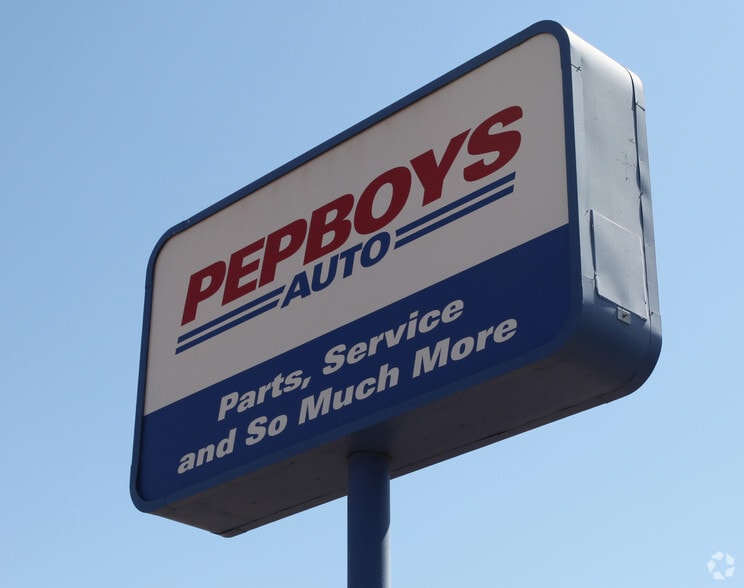 PEPBOYS
AUTO
Parts, Service
and So Much More